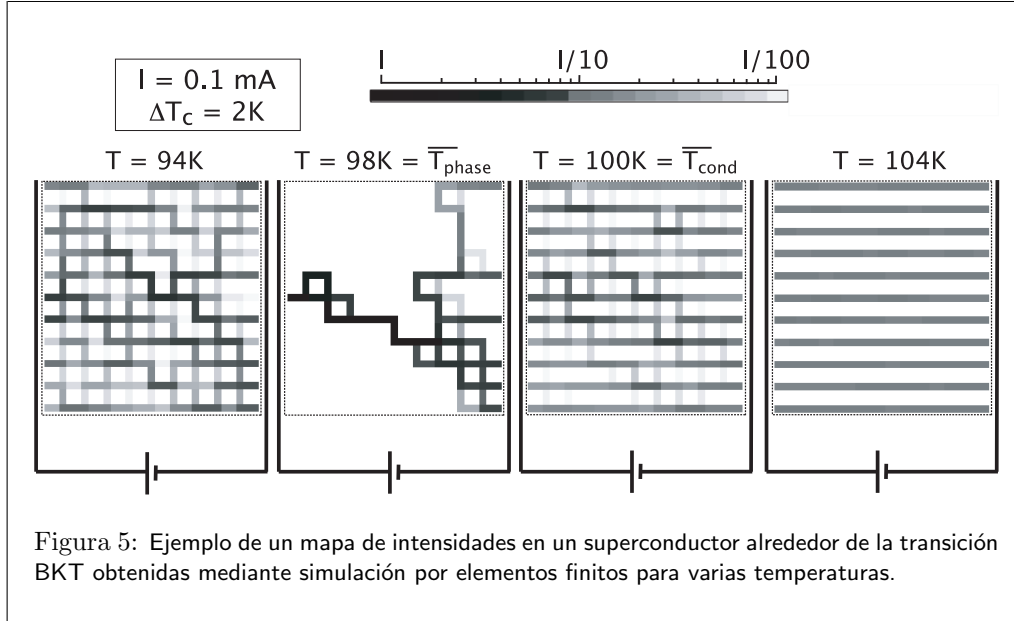 I = 0.1 mA
ΔTc = 2K
I I/10 I/100
T = 94K
T = 98K = T̅phase
T = 100K = T̅cond
T = 104K
Figura 5: Ejemplo de un mapa de intensidades en un superconductor alrededor de la transición
BKT obtenidas mediante simulación por elementos finitos para varias temperaturas.